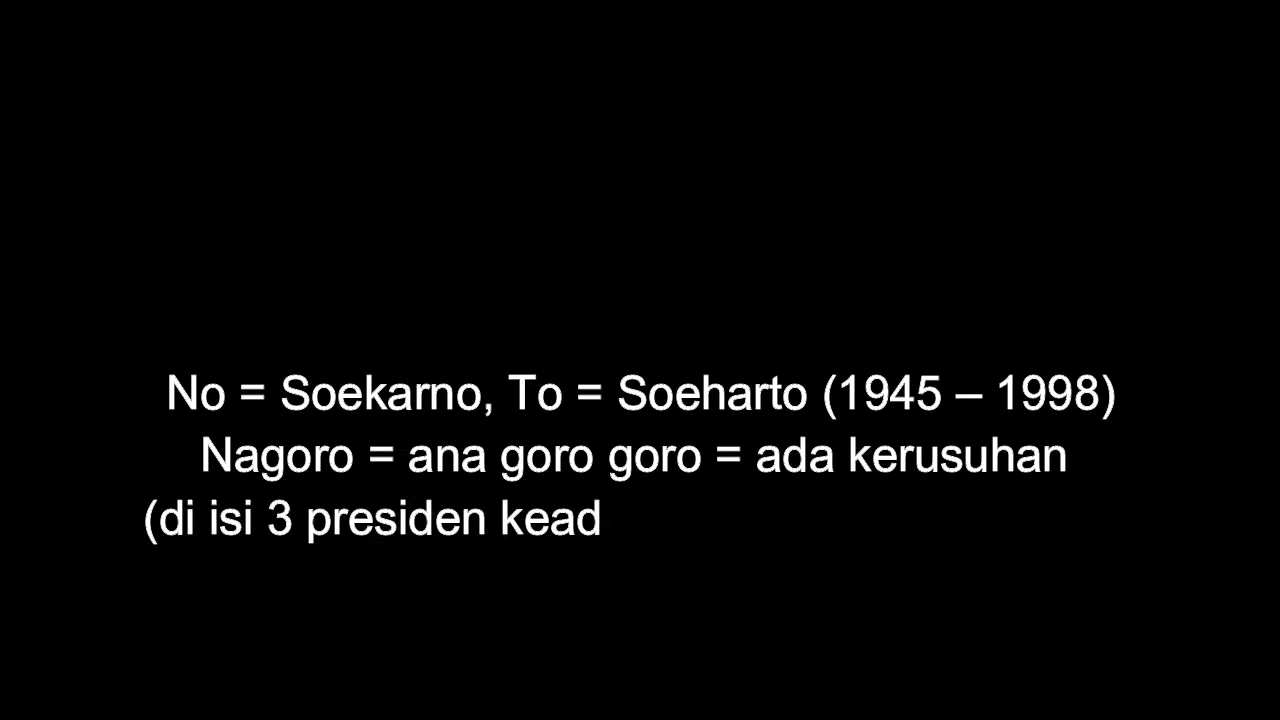 No = Soekarno, To = Soeharto (1945 – 1998)
Nagoro = ana goro goro = ada kerusuhan
(di isi 3 presiden kead